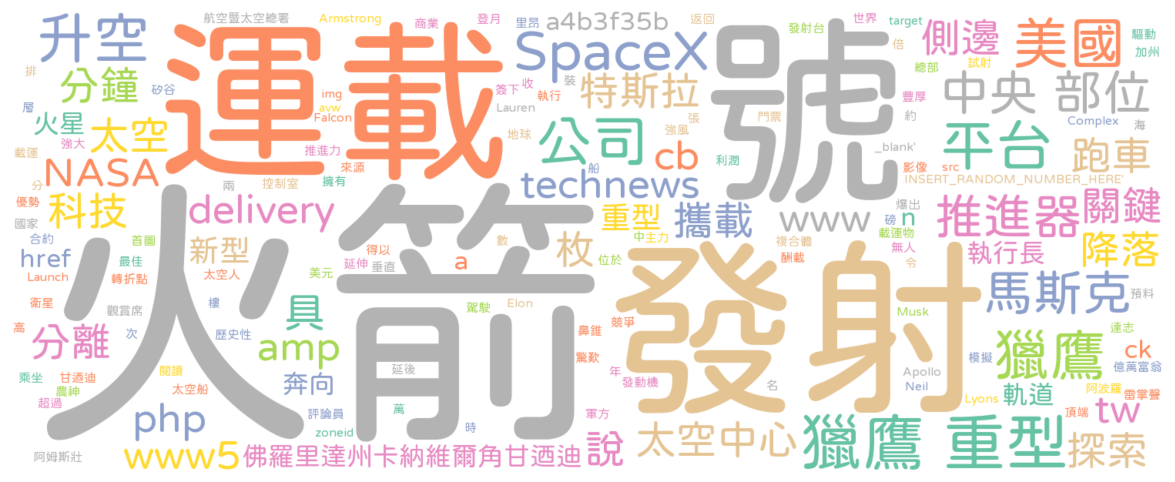 航空暨太空總署 Armstrong 商業 登月 里昂 a4b3f35b 返回 世界 target 側邊 美國 驅動
升空 運載 SpaceX 號 發射台 倍 總部 試射 加州
排 分鐘 矽谷 img 簽下 收 裝 特斯拉 中央 部位
層 avw 執行 豐厚
火星 太空 Falcon Lauren 張 門票 約 Complex 海
強大 推進力 地球 公司 強風 _blank' 平台 跑車
載運 NASA 來源 船 cb 利潤 影像 src
分 兩 控制室 擁有 technews INSERT_RANDOM_NUMBER_HERE'
優勢 科技 delivery 重型 攜載 www 爆出 n 推進器 關鍵
國家 磅 載運物
合約 首圖 新型 得以 數 中主力 複合體 無人 執行長 降落
href 最佳 太空人 延伸 垂直 a 枚 位於 酬載 令
Launch 轉折點 美元
衛星 觀賞席 具 火箭 駕駛 Elon 發射 馬斯克 預料
高 次 樓 歷史性 鼻錐 競爭 Musk 達志
分離 amp 驚歎 獵鷹 ck
閱讀 延後 模擬 億萬富翁
乘坐 甘迺迪 太空船 奔向 年 發動機 名 Apollo Neil 軌道 阿波羅 雷掌聲
農神 超過 萬 Lyons
php 評論員 軍方 頂端 tw
zoneid 時
阿姆斯壯 www5 佛羅里達州卡納維爾角甘迺迪 說 太空中心 獵鷹 重型 探索